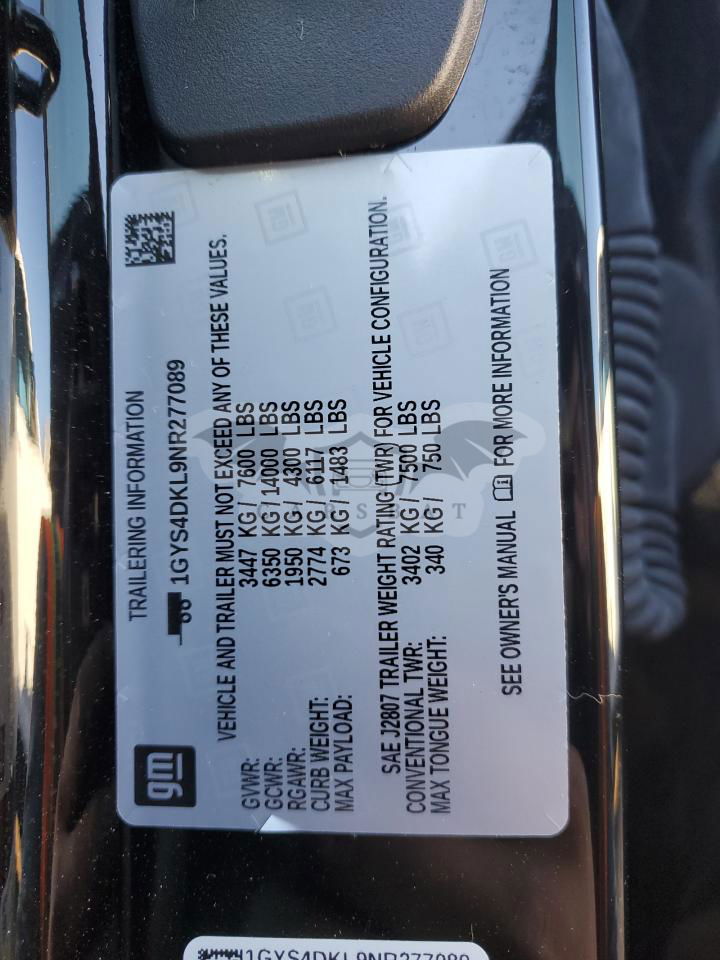 gm
TRAILERING INFORMATION
1GYS4DKL9NR277089
VEHICLE AND TRAILER MUST NOT EXCEED ANY OF THESE VALUES.
GVWR: 3447 KG / 7600 LBS
GCWR: 6350 KG / 14000 LBS
RGAWR: 1950 KG / 4300 LBS
CURB WEIGHT: 2774 KG / 6117 LBS
MAX PAYLOAD: 673 KG / 1483 LBS
SAE J2807 TRAILER WEIGHT RATING (TWR) FOR VEHICLE CONFIGURATION.
CONVENTIONAL TWR: 3402 KG / 7500 LBS
MAX TONGUE WEIGHT: 340 KG / 750 LBS
SEE OWNER'S MANUAL FOR MORE INFORMATION
1GYS4DKL9NR277089